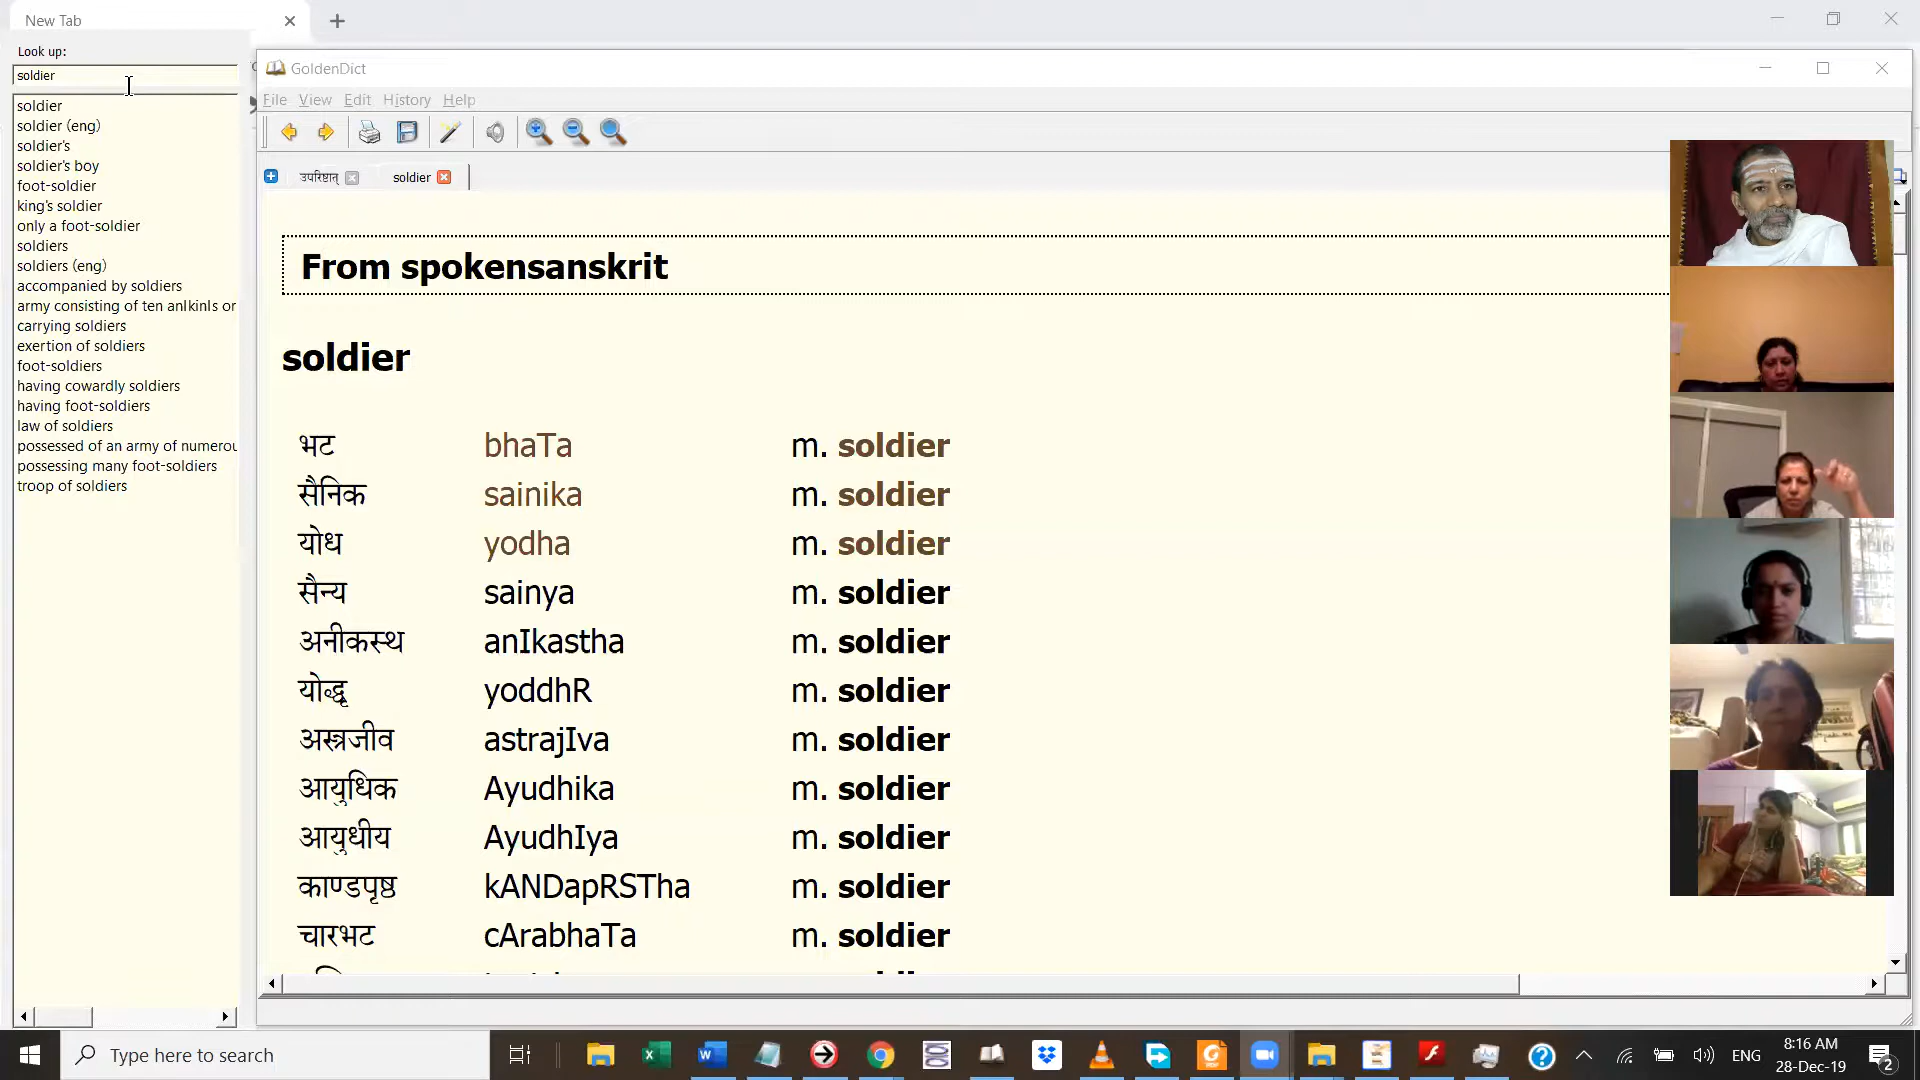 New Tab
Look up:
soldier
soldier
soldier (eng)
soldier's
soldier's boy
foot-soldier
king's soldier
only a foot-soldier
soldiers
soldiers (eng)
accompanied by soldiers
army consisting of ten anIkinIs or
carrying soldiers
exertion of soldiers
foot-soldiers
having cowardly soldiers
having foot-soldiers
law of soldiers
possessed of an army of numerou
possessing many foot-soldiers
troop of soldiers
GoldenDict
File View Edit History Help
उपरिष्टात् soldier
From spokensanskrit
soldier
भट bhaTa m. soldier
सैनिक sainika m. soldier
योध yodha m. soldier
सैन्य sainya m. soldier
अनीकस्थ anIkastha m. soldier
योद्धृ yoddhR m. soldier
अस्त्रजीव astrajIva m. soldier
आयुधिक Ayudhika m. soldier
आयुधीय AyudhIya m. soldier
काण्डपृष्ठ kANDapRSTha m. soldier
चारभट cArabhaTa m. soldier
Type here to search
ENG
8:16 AM
28-Dec-19
2